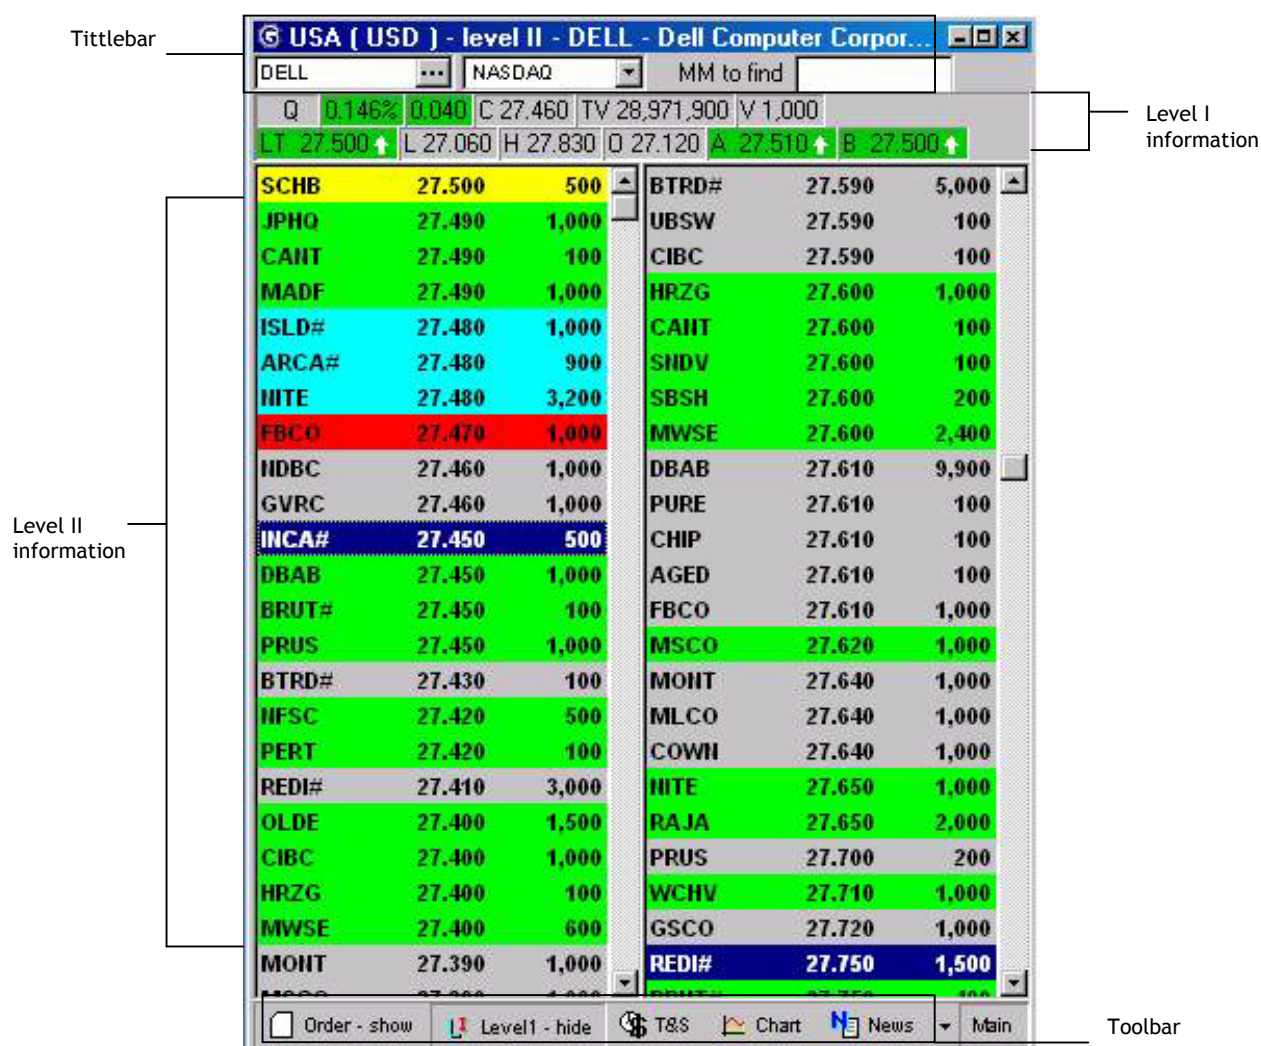 Tittlebar
USA ( USD ) - level II - DELL - Dell Computer Corpor...
DELL ... NASDAQ MM to find
Q 0.146% 0.040 C 27.460 TV 28,971,900 V 1,000
LT 27.500 L 27.060 H 27.830 O 27.120 A 27.510 B 27.500
Level I
information
SCHB 27.500 500 BTRD# 27.590 5,000
JPHQ 27.490 1,000 UBSW 27.590 100
CANT 27.490 100 CIBC 27.590 100
MADF 27.490 1,000 HRZG 27.600 1,000
ISLD# 27.480 1,000 CANT 27.600 100
ARCA# 27.480 900 SNDV 27.600 100
NITE 27.480 3,200 SBSH 27.600 200
FBCO 27.470 1,000 MWSE 27.600 2,400
NDBC 27.460 1,000 DBAB 27.610 9,900
GVRC 27.460 1,000 PURE 27.610 100
INCA# 27.450 500 CHIP 27.610 100
DBAB 27.450 1,000 AGED 27.610 100
BRUT# 27.450 100 FBCO 27.610 1,000
PRUS 27.450 1,000 MSCO 27.620 1,000
BTRD# 27.430 100 MONT 27.640 1,000
NFSC 27.420 500 MLCO 27.640 1,000
PERT 27.420 100 COWN 27.640 1,000
REDI# 27.410 3,000 NITE 27.650 1,000
OLDE 27.400 1,500 RAJA 27.650 2,000
CIBC 27.400 1,000 PRUS 27.700 200
HRZG 27.400 100 WCHV 27.710 1,000
MWSE 27.400 600 GSCO 27.720 1,000
MONT 27.390 1,000 REDI# 27.750 1,500
Level II
information
Order - show Level1 - hide T&S Chart News Main
Toolbar